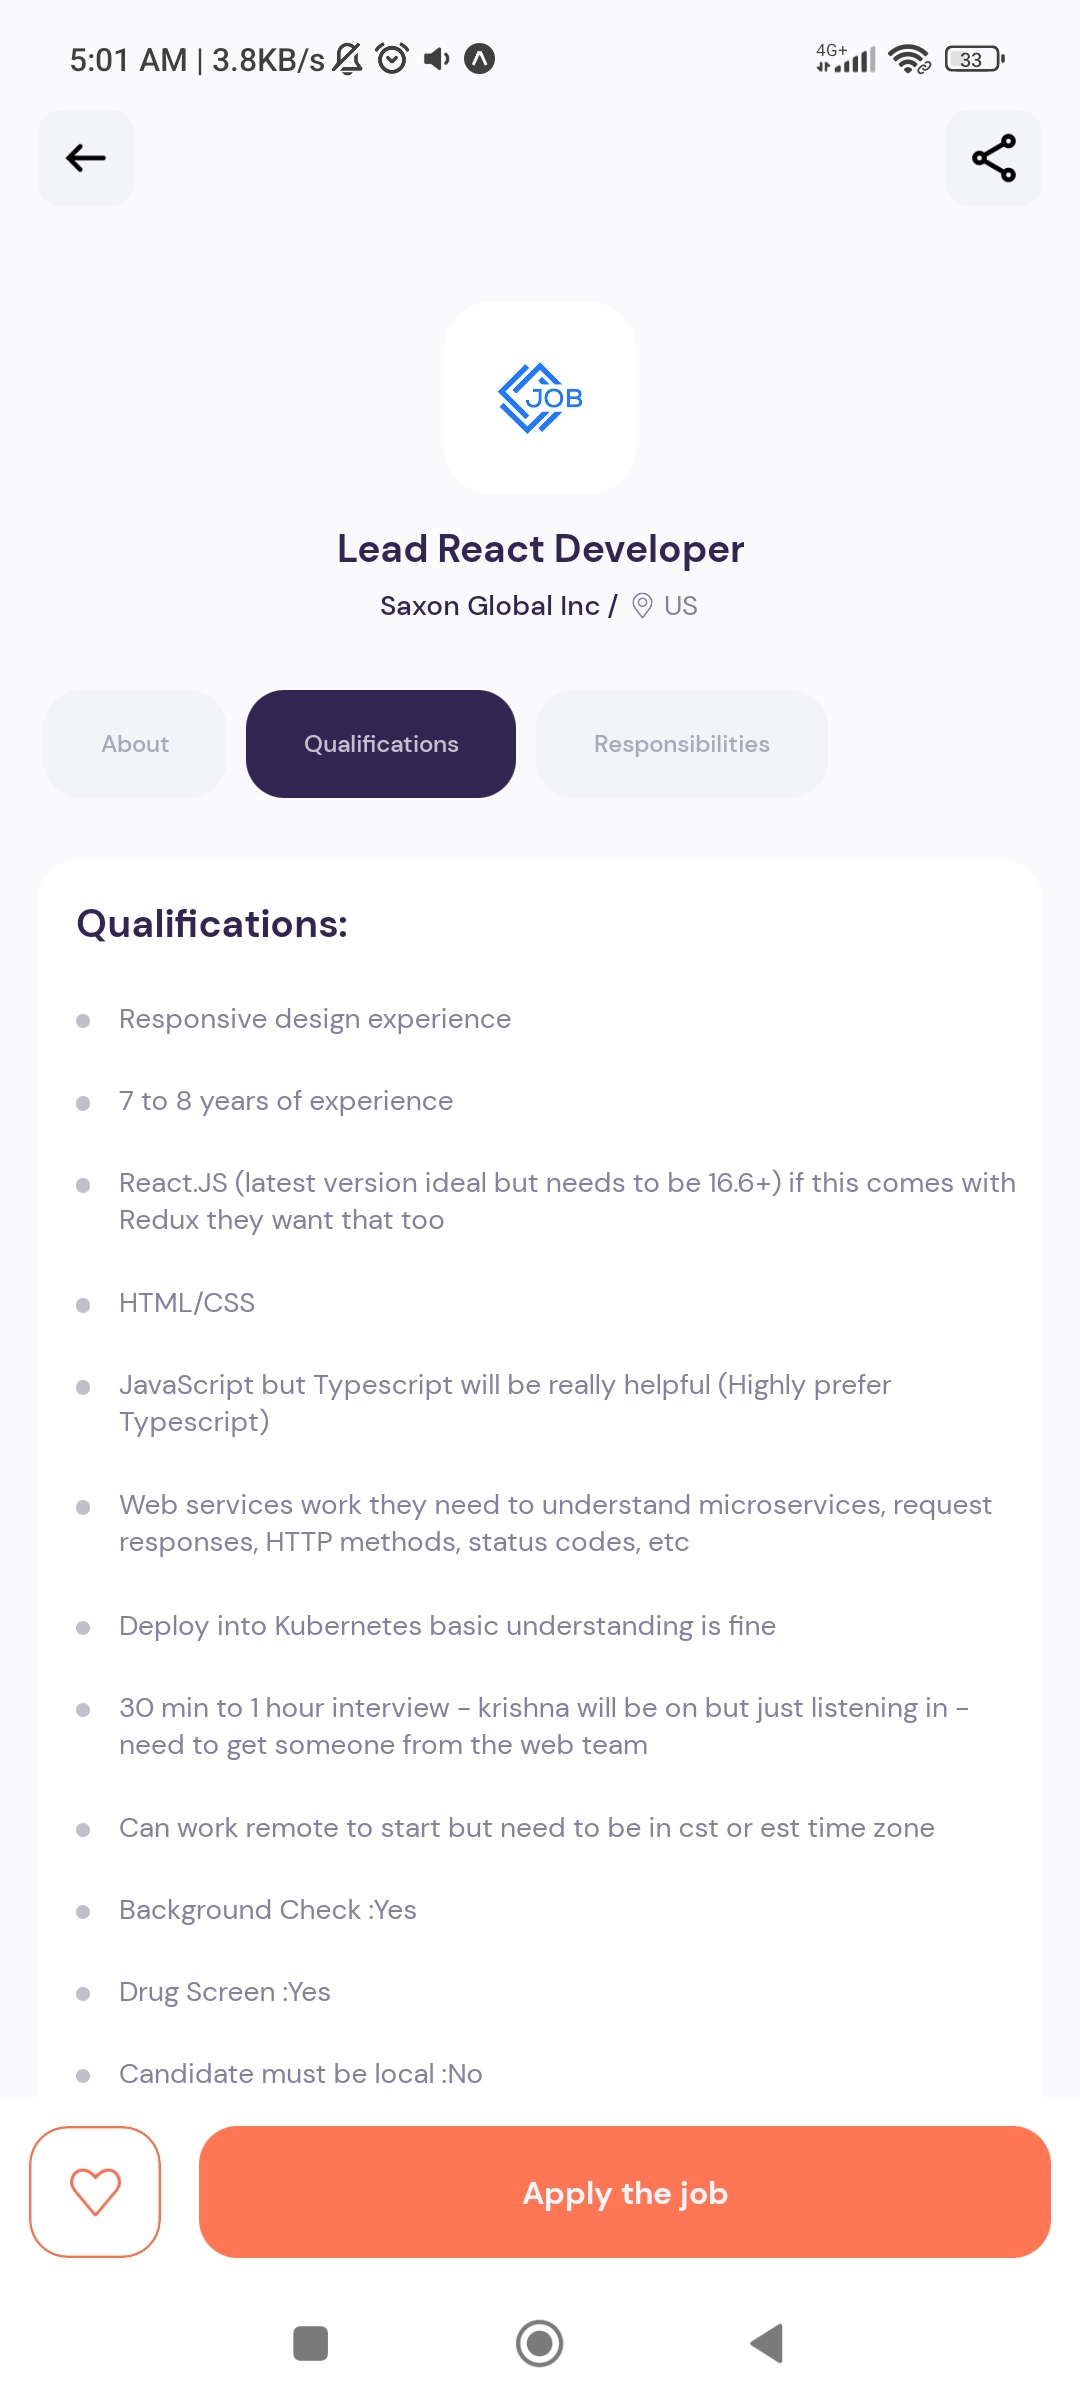 5:01 AM | 3.8KB/s
4G+
33
JOB
Lead React Developer
Saxon Global Inc / US
About
Qualifications
Responsibilities
Qualifications:
Responsive design experience
7 to 8 years of experience
React.JS (latest version ideal but needs to be 16.6+) if this comes with
Redux they want that too
HTML/CSS
JavaScript but Typescript will be really helpful (Highly prefer
Typescript)
Web services work they need to understand microservices, request
responses, HTTP methods, status codes, etc
Deploy into Kubernetes basic understanding is fine
30 min to 1 hour interview - krishna will be on but just listening in -
need to get someone from the web team
Can work remote to start but need to be in cst or est time zone
Background Check :Yes
Drug Screen :Yes
Candidate must be local :No
Apply the job